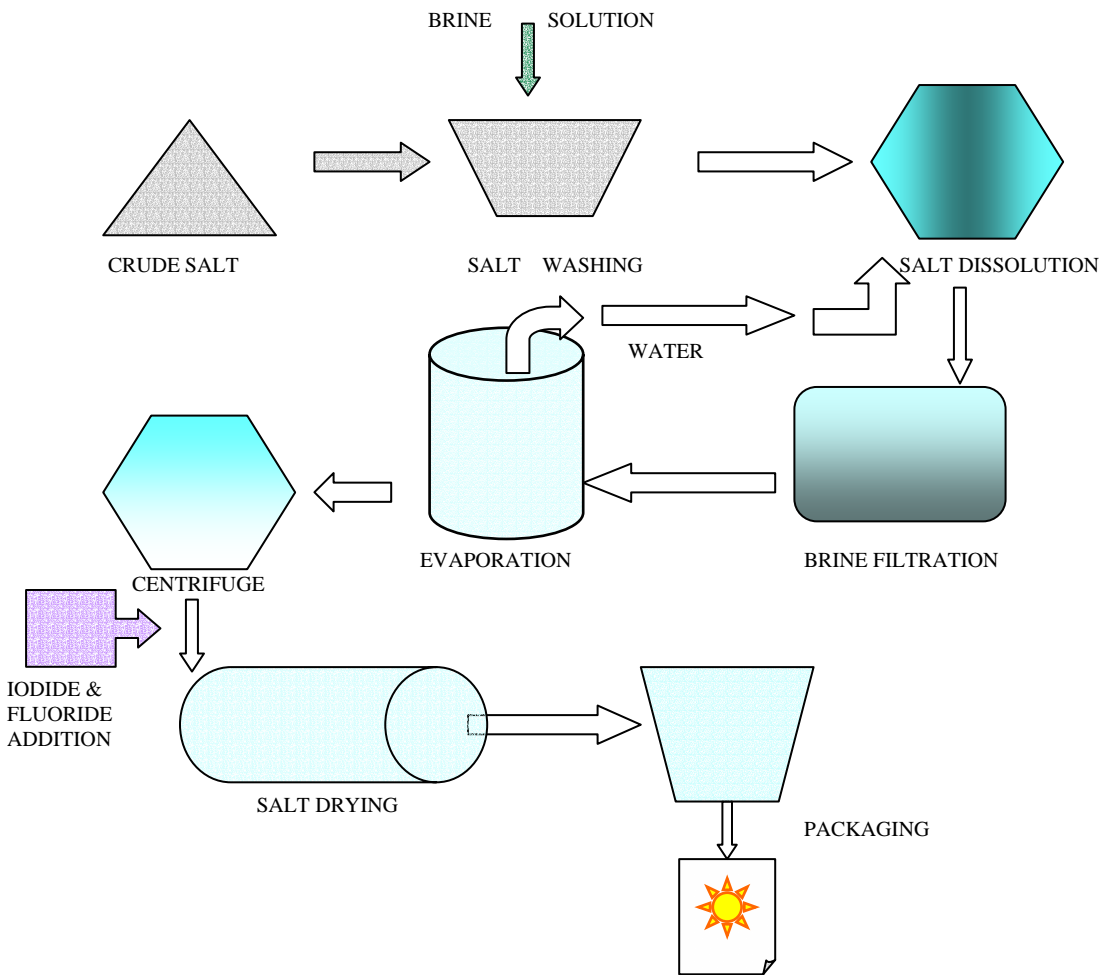 BRINE SOLUTION
CRUDE SALT
SALT WASHING
SALT DISSOLUTION
WATER
EVAPORATION
BRINE FILTRATION
CENTRIFUGE
IODIDE &
FLUORIDE
ADDITION
SALT DRYING
PACKAGING